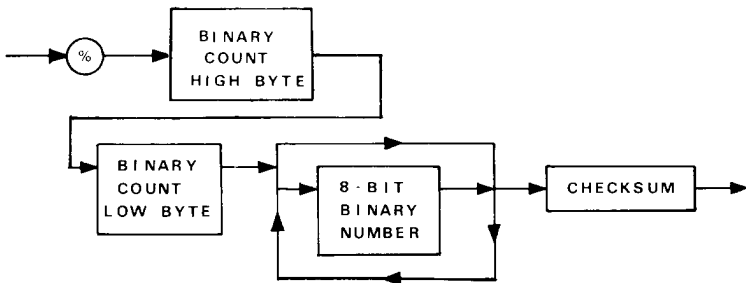 %
BINARY
COUNT
HIGH BYTE
BINARY
COUNT
LOW BYTE
8-BIT
BINARY
NUMBER
CHECKSUM